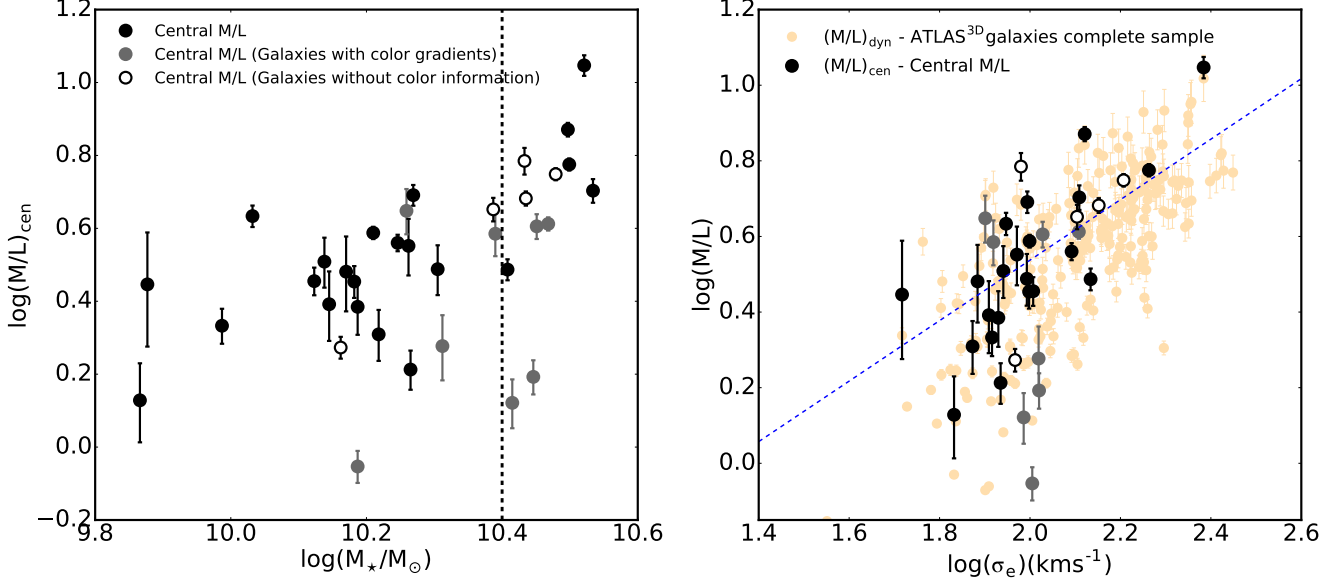 1.2
1.0
0.8
0.6
0.4
0.2
0.0
−0.2
log(M/L)cen
Central M/L
Central M/L (Galaxies with color gradients)
Central M/L (Galaxies without color information)
9.8 10.0 10.2 10.4 10.6
log(M⋆/M⊙)
1.2
1.0
0.8
0.6
0.4
0.2
0.0
log(M/L)
(M/L)dyn - ATLAS3D galaxies complete sample
(M/L)cen - Central M/L
1.4 1.6 1.8 2.0 2.2 2.4 2.6
log(σe)(kms-1)